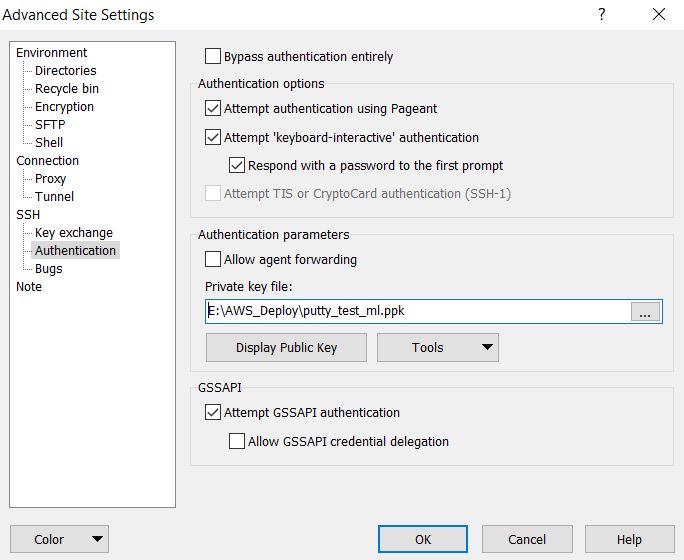 Advanced Site Settings
?
Environment
Directories
Recycle bin
Encryption
SFTP
Shell
Connection
Proxy
Tunnel
SSH
Key exchange
Authentication
Bugs
Note
Bypass authentication entirely
Authentication options
Attempt authentication using Pageant
Attempt 'keyboard-interactive' authentication
Respond with a password to the first prompt
Attempt TIS or CryptoCard authentication (SSH-1)
Authentication parameters
Allow agent forwarding
Private key file:
E:\AWS_Deploy\putty_test_ml.ppk
...
Display Public Key
Tools
GSSAPI
Attempt GSSAPI authentication
Allow GSSAPI credential delegation
Color
OK
Cancel
Help